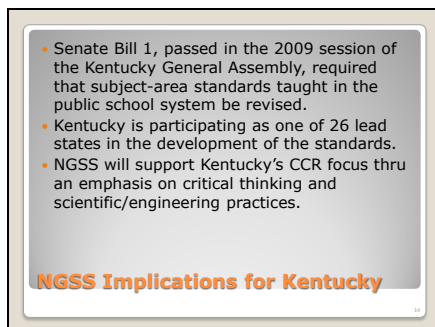 • Senate Bill 1, passed in the 2009 session of
the Kentucky General Assembly, required
that subject-area standards taught in the
public school system be revised.
• Kentucky is participating as one of 26 lead
states in the development of the standards.
• NGSS will support Kentucky's CCR focus thru
an emphasis on critical thinking and
scientific/engineering practices.
NGSS Implications for Kentucky